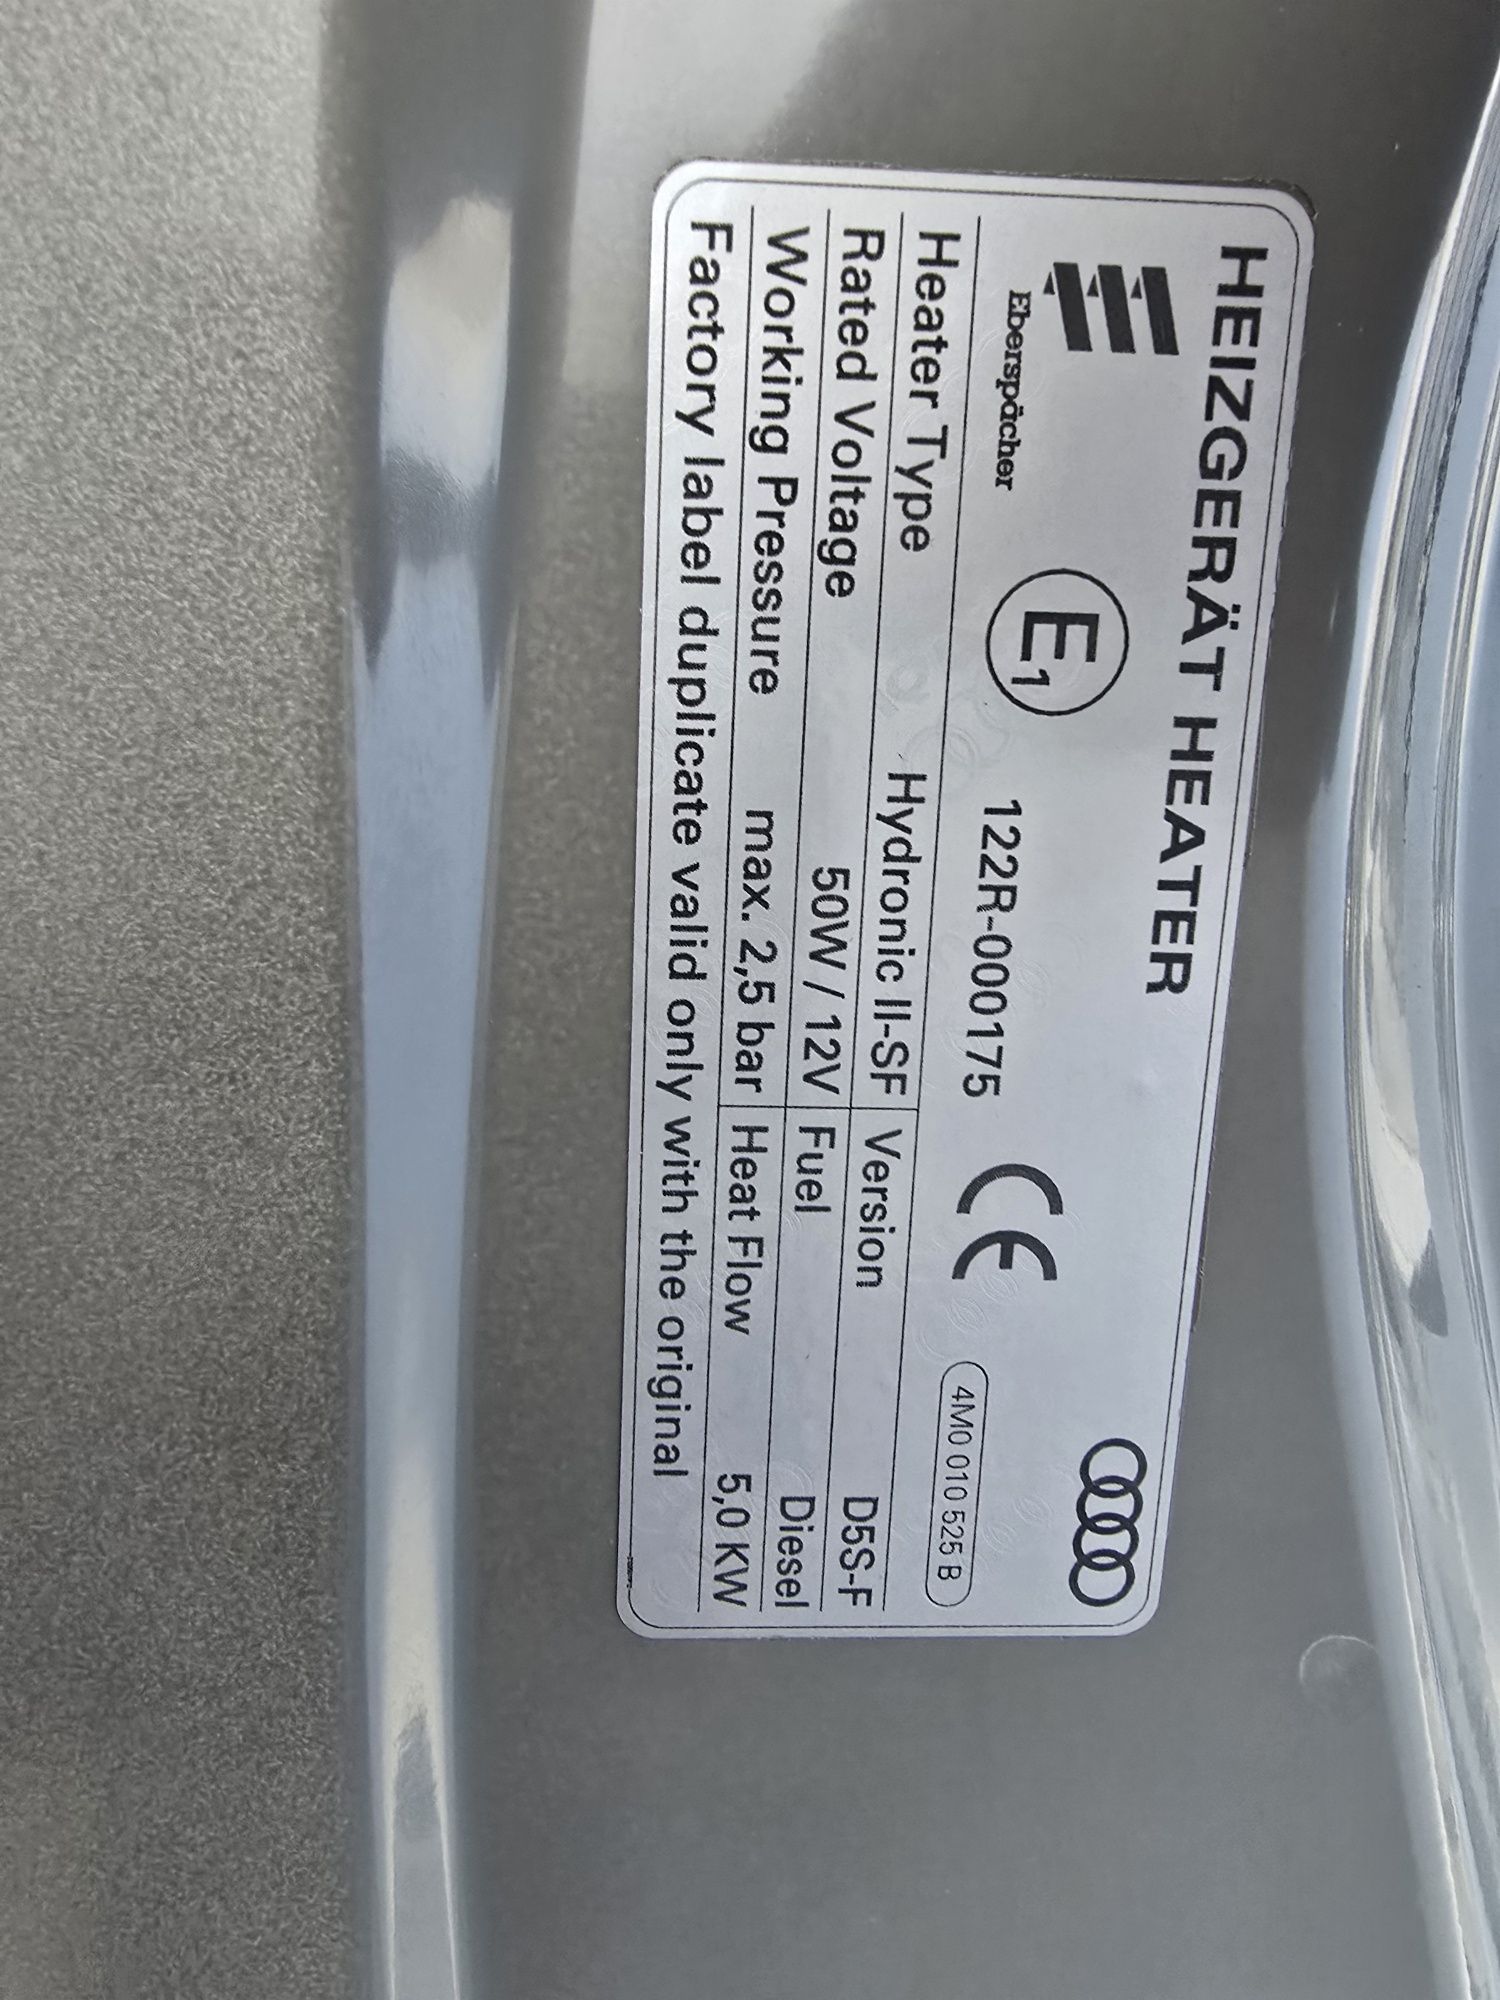 HEIZGERÄT HEATER
Eberspächer
E1
122R-000175
CE
4M0 010 525 B
Heater Type Hydronic II-SF Version D5S-F
Rated Voltage 50W / 12V Fuel Diesel
Working Pressure max. 2,5 bar Heat Flow 5,0 KW
Factory label duplicate valid only with the original